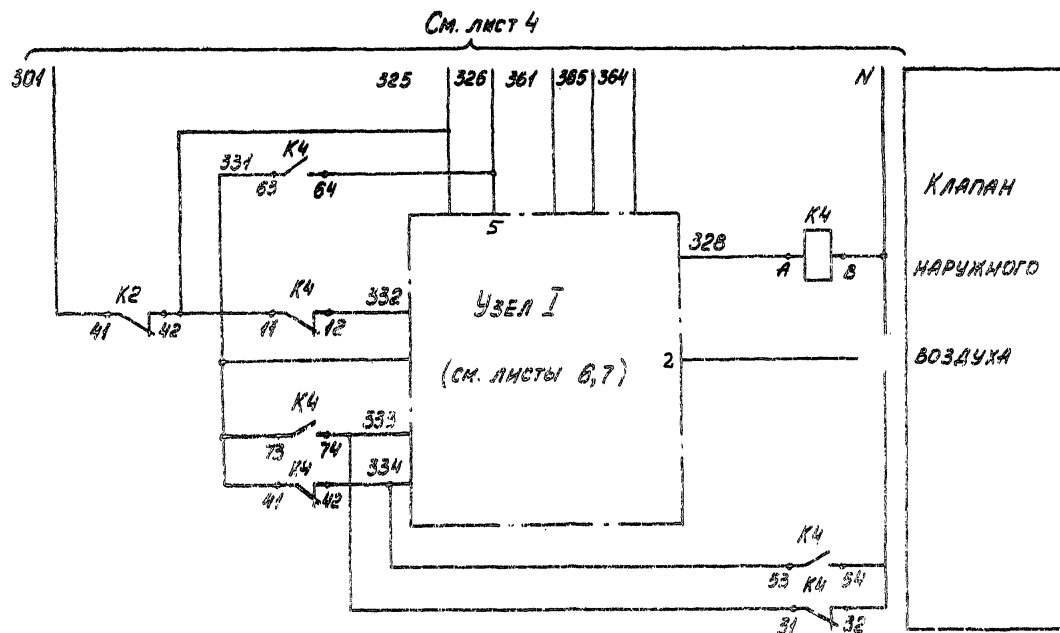 См. лист 4
301 325 326 361 365 364 N
331 К4
63 64
5
328 К4
А В
Клапан
наружного
воздуха
К2 К4 332
41 42 11 12
Узел I
(см. листы 6,7)
2
К4 333
73 74
К4 334
41 42
К4
53 54
К4
31 32